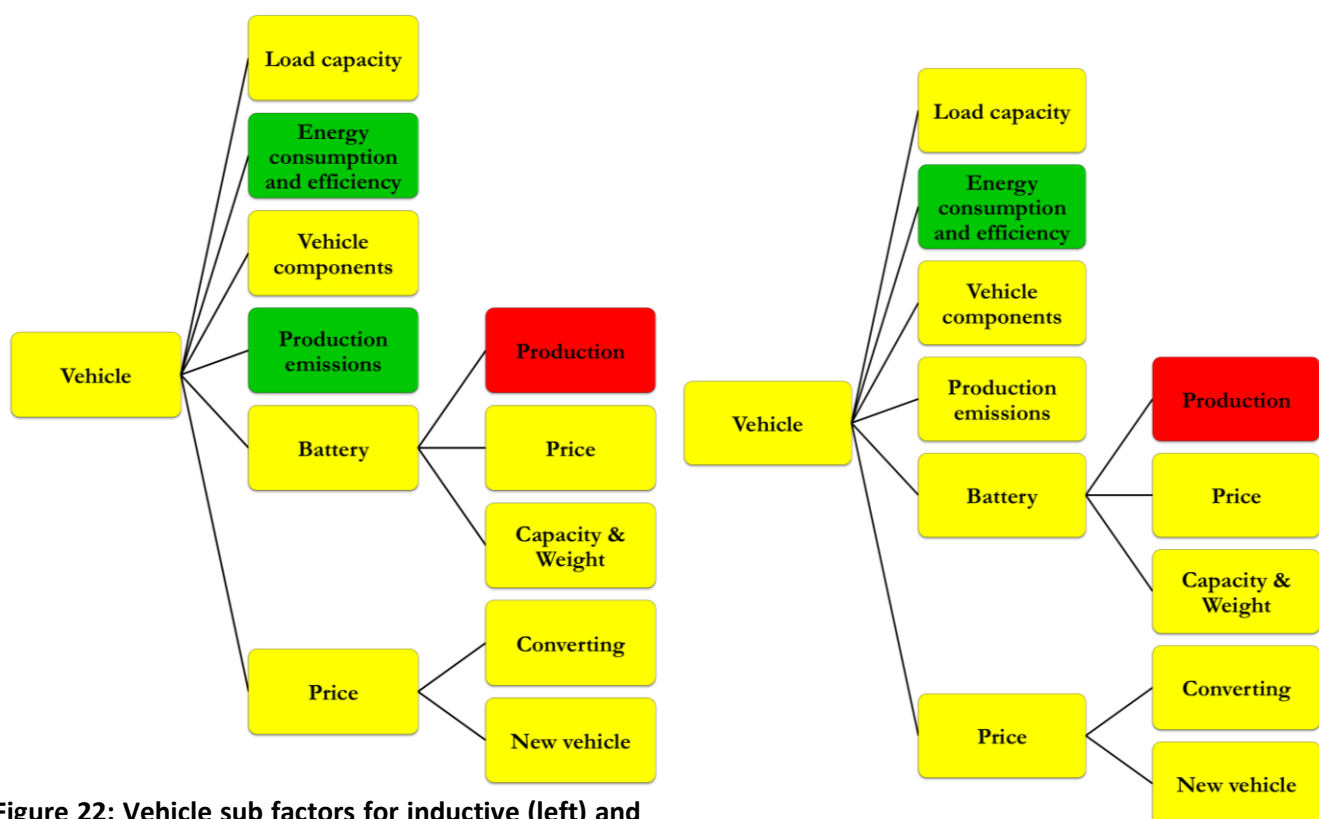 Load capacity
Energy
consumption
and efficiency
Vehicle
components
Production
emissions
Vehicle
Battery
Price
Production
Price
Capacity &
Weight
Converting
New vehicle
Load capacity
Energy
consumption
and efficiency
Vehicle
components
Production
emissions
Vehicle
Battery
Price
Production
Price
Capacity &
Weight
Converting
New vehicle
Figure 22: Vehicle sub factors for inductive (left) and